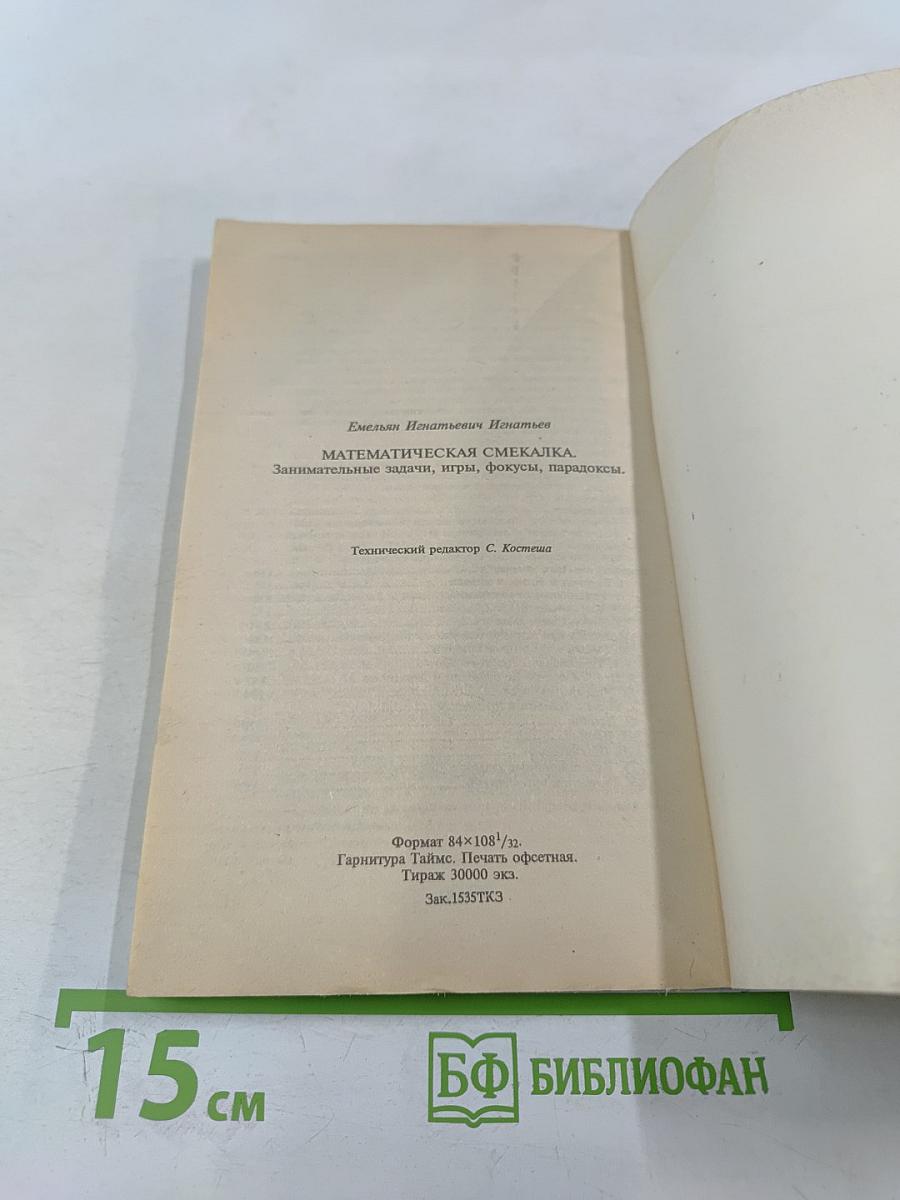 Емельян Игнатьевич Игнатьев
МАТЕМАТИЧЕСКАЯ СМЕКАЛКА.
Занимательные задачи, игры, фокусы, парадоксы.
Технический редактор С. Костеша
Формат 84×108¹/₃₂.
Гарнитура Таймс. Печать офсетная.
Тираж 30000 экз.
Зак.1535ТКЗ
15 см
БФ БИБЛИОФАН